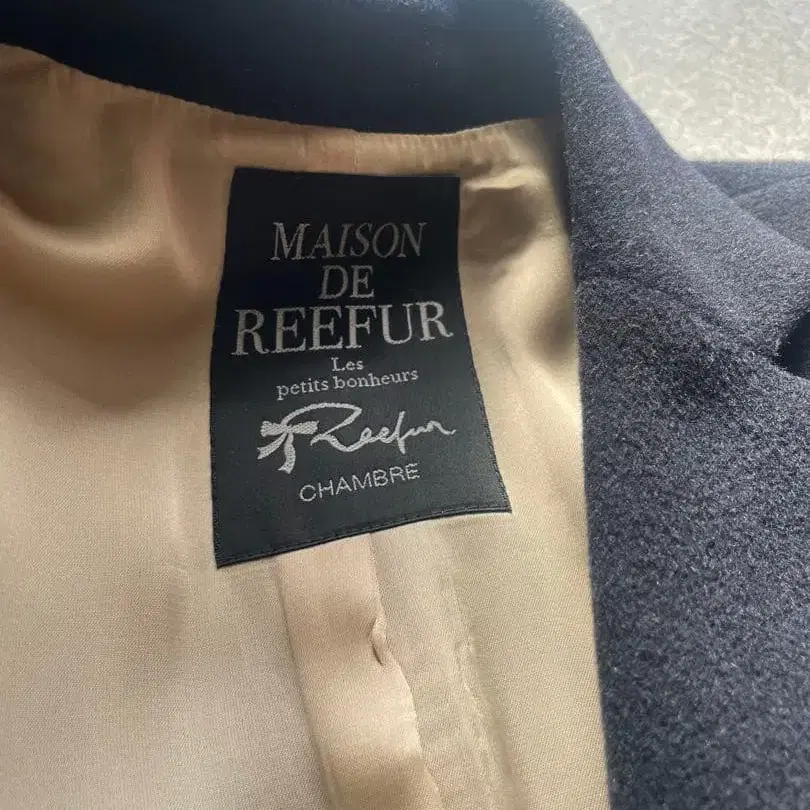 MAISON
DE
REEFUR
Les
petits bonheurs
Reefur
CHAMBRE